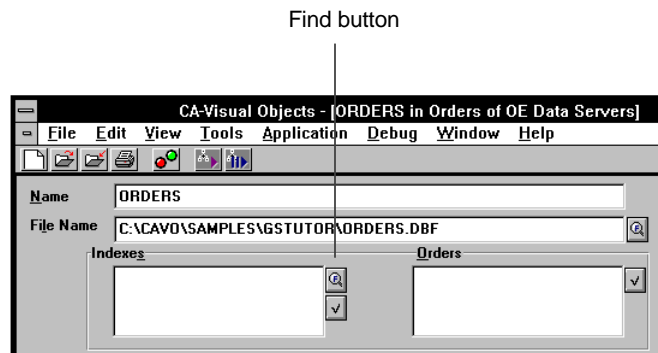 Find button
CA-Visual Objects - [ORDERS in Orders of OE Data Servers]
File Edit View Tools Application Debug Window Help
Name ORDERS
File Name C:\CAVO\SAMPLES\GSTUTOR\ORDERS.DBF
Indexes Orders